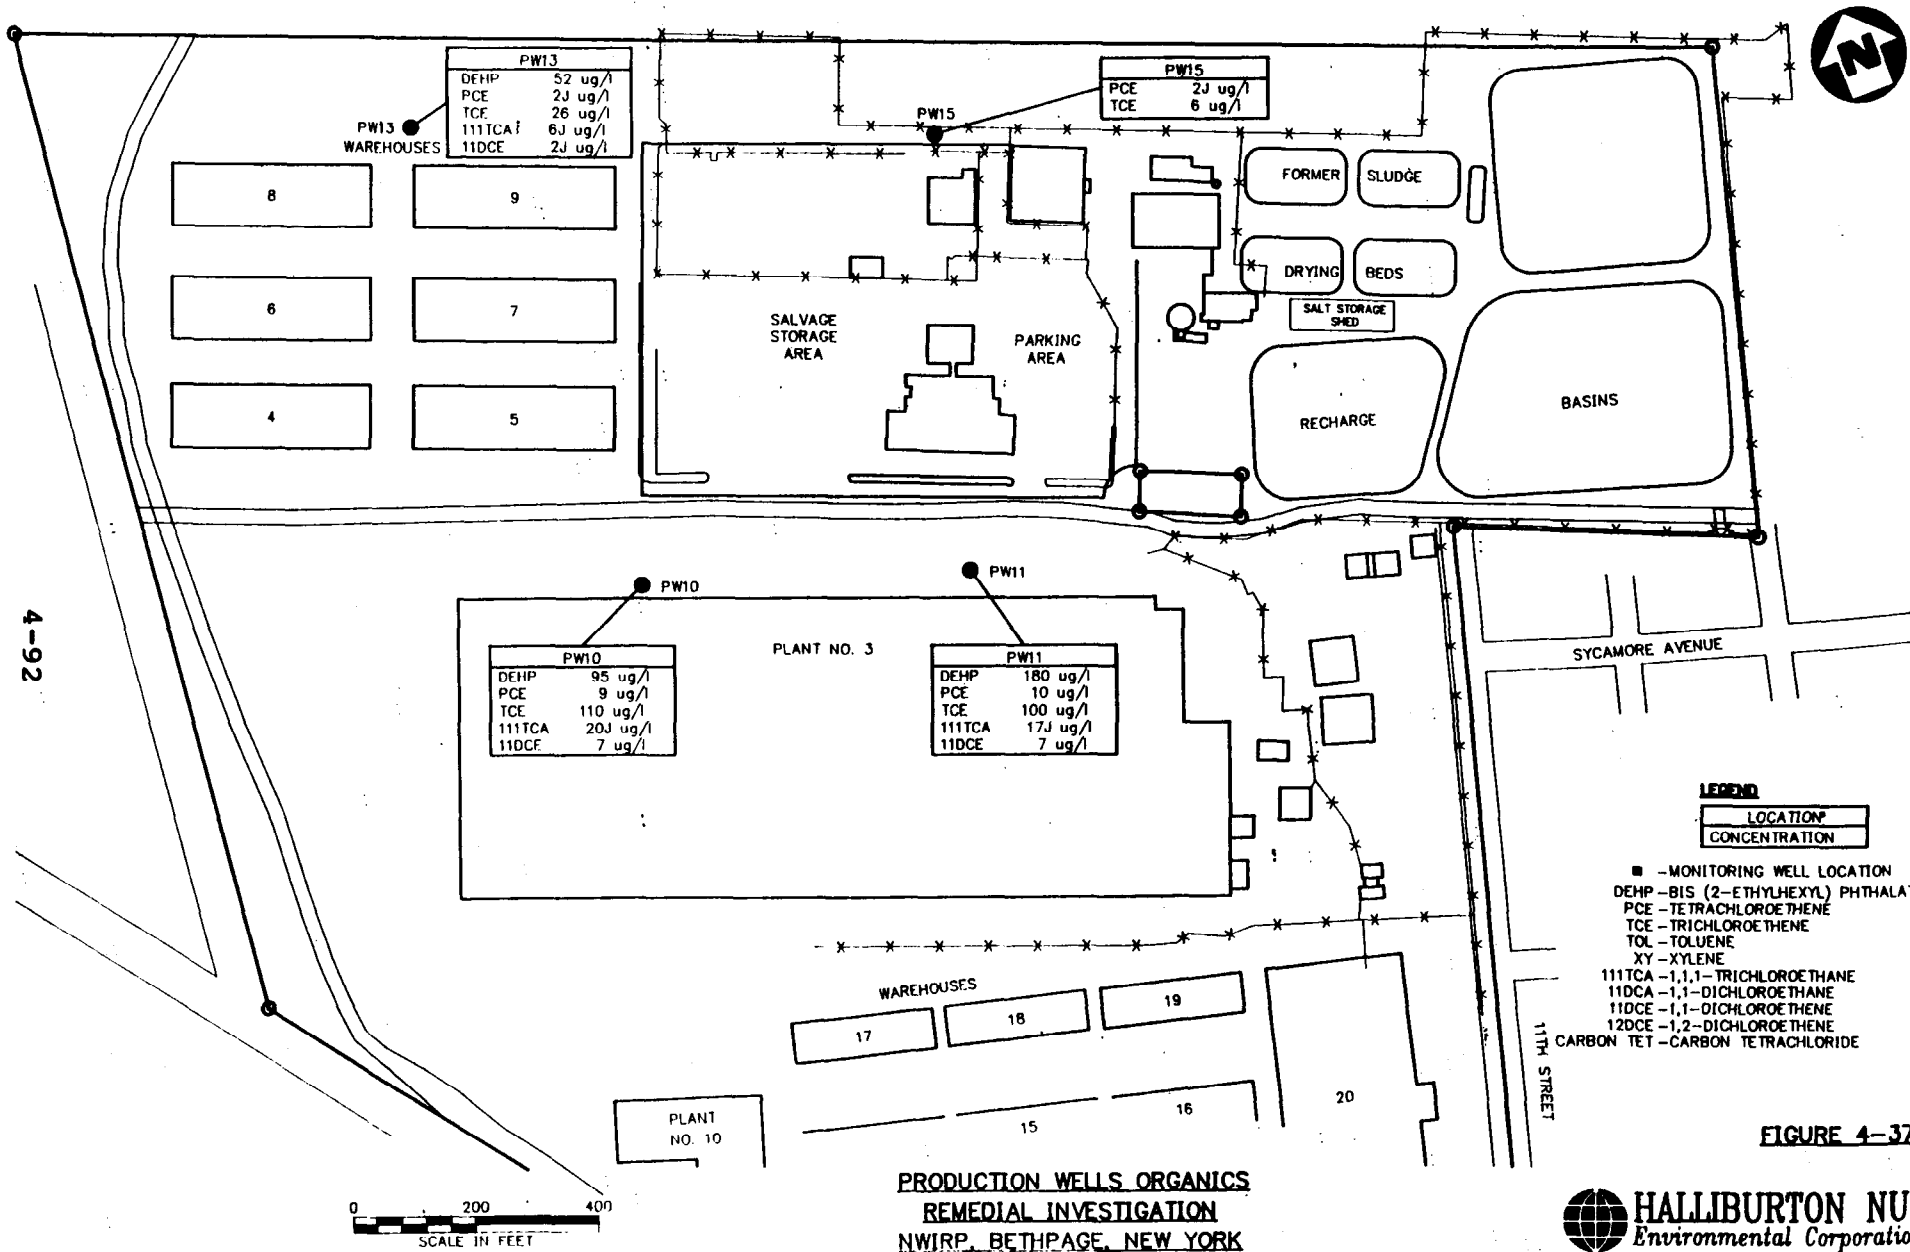 N
PW13
DEHP 52 ug/l
PCE 2J ug/l
TCE 26 ug/l
111TCA 6J ug/l
11DCE 2J ug/l
PW13
WAREHOUSES
PW15
PW15
PCE 2J ug/l
TCE 6 ug/l
8
9
6
7
4
5
SALVAGE
STORAGE
AREA
PARKING
AREA
FORMER SLUDGE
DRYING BEDS
SALT STORAGE
SHED
RECHARGE
BASINS
PW10
PW11
PLANT NO. 3
PW10
DEHP 95 ug/l
PCE 9 ug/l
TCE 110 ug/l
111TCA 20J ug/l
11DCE 7 ug/l
PW11
DEHP 180 ug/l
PCE 10 ug/l
TCE 100 ug/l
111TCA 17J ug/l
11DCE 7 ug/l
SYCAMORE AVENUE
4-92
LEGEND
LOCATION
CONCENTRATION
■ -MONITORING WELL LOCATION
DEHP -BIS (2-ETHYLHEXYL) PHTHALAT
PCE -TETRACHLOROETHENE
TCE -TRICHLOROETHENE
TOL -TOLUENE
XY -XYLENE
111TCA -1,1,1-TRICHLOROETHANE
11DCA -1,1-DICHLOROETHANE
11DCE -1,1-DICHLOROETHENE
12DCE -1,2-DICHLOROETHENE
CARBON TET -CARBON TETRACHLORIDE
WAREHOUSES
17
18
19
15
16
20
11TH STREET
PLANT
NO. 10
FIGURE 4-37
0 200 400
SCALE IN FEET
PRODUCTION WELLS ORGANICS
REMEDIAL INVESTIGATION
NWIRP, BETHPAGE, NEW YORK
HALLIBURTON NU
Environmental Corporatio